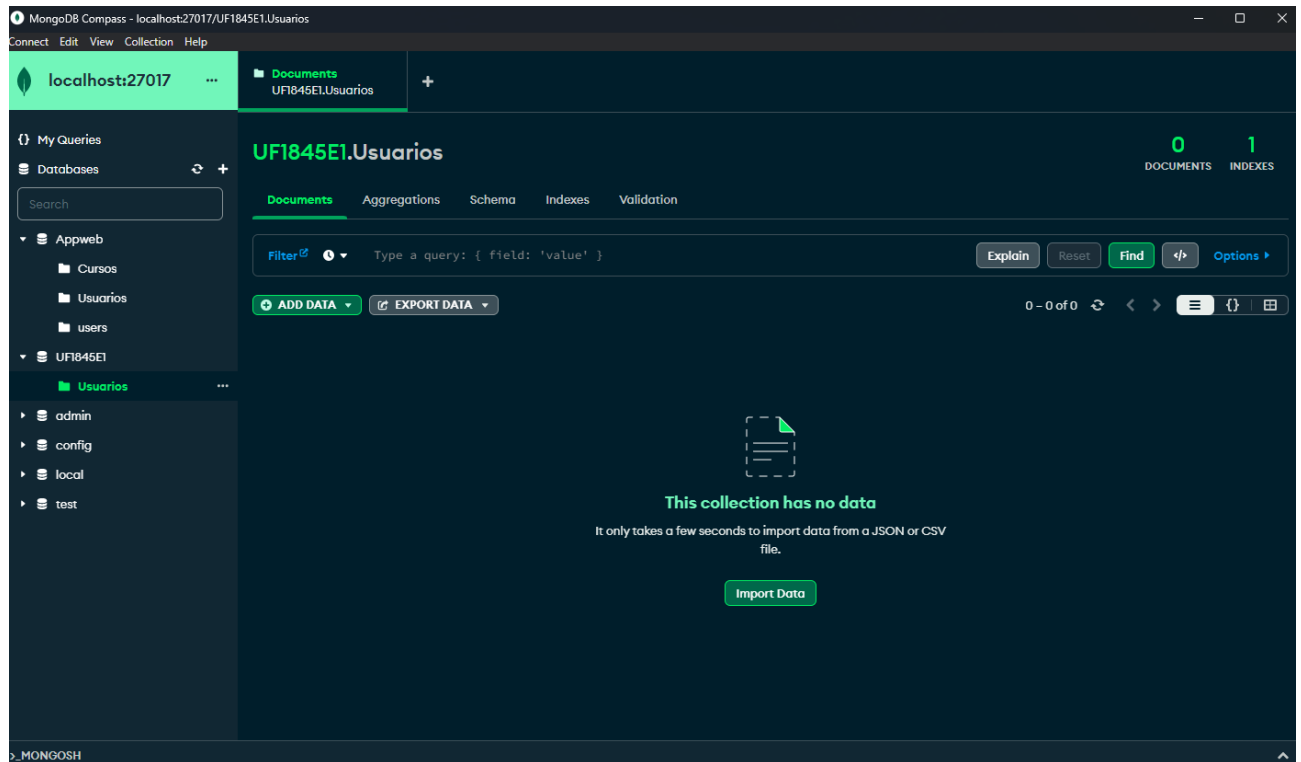 MongoDB Compass - localhost:27017/UF1845E1.Usuarios
Connect Edit View Collection Help
localhost:27017 ...
Documents
UF1845E1.Usuarios
+
{} My Queries
Databases
Search
Appweb
Cursos
Usuarios
users
UF1845E1
Usuarios ...
admin
config
local
test
UF1845E1.Usuarios
0
DOCUMENTS
1
INDEXES
Documents Aggregations Schema Indexes Validation
Filter Type a query: { field: 'value' } Explain Reset Find </> Options
ADD DATA EXPORT DATA 0 – 0 of 0 {}
This collection has no data
It only takes a few seconds to import data from a JSON or CSV
file.
Import Data
>_MONGOSH